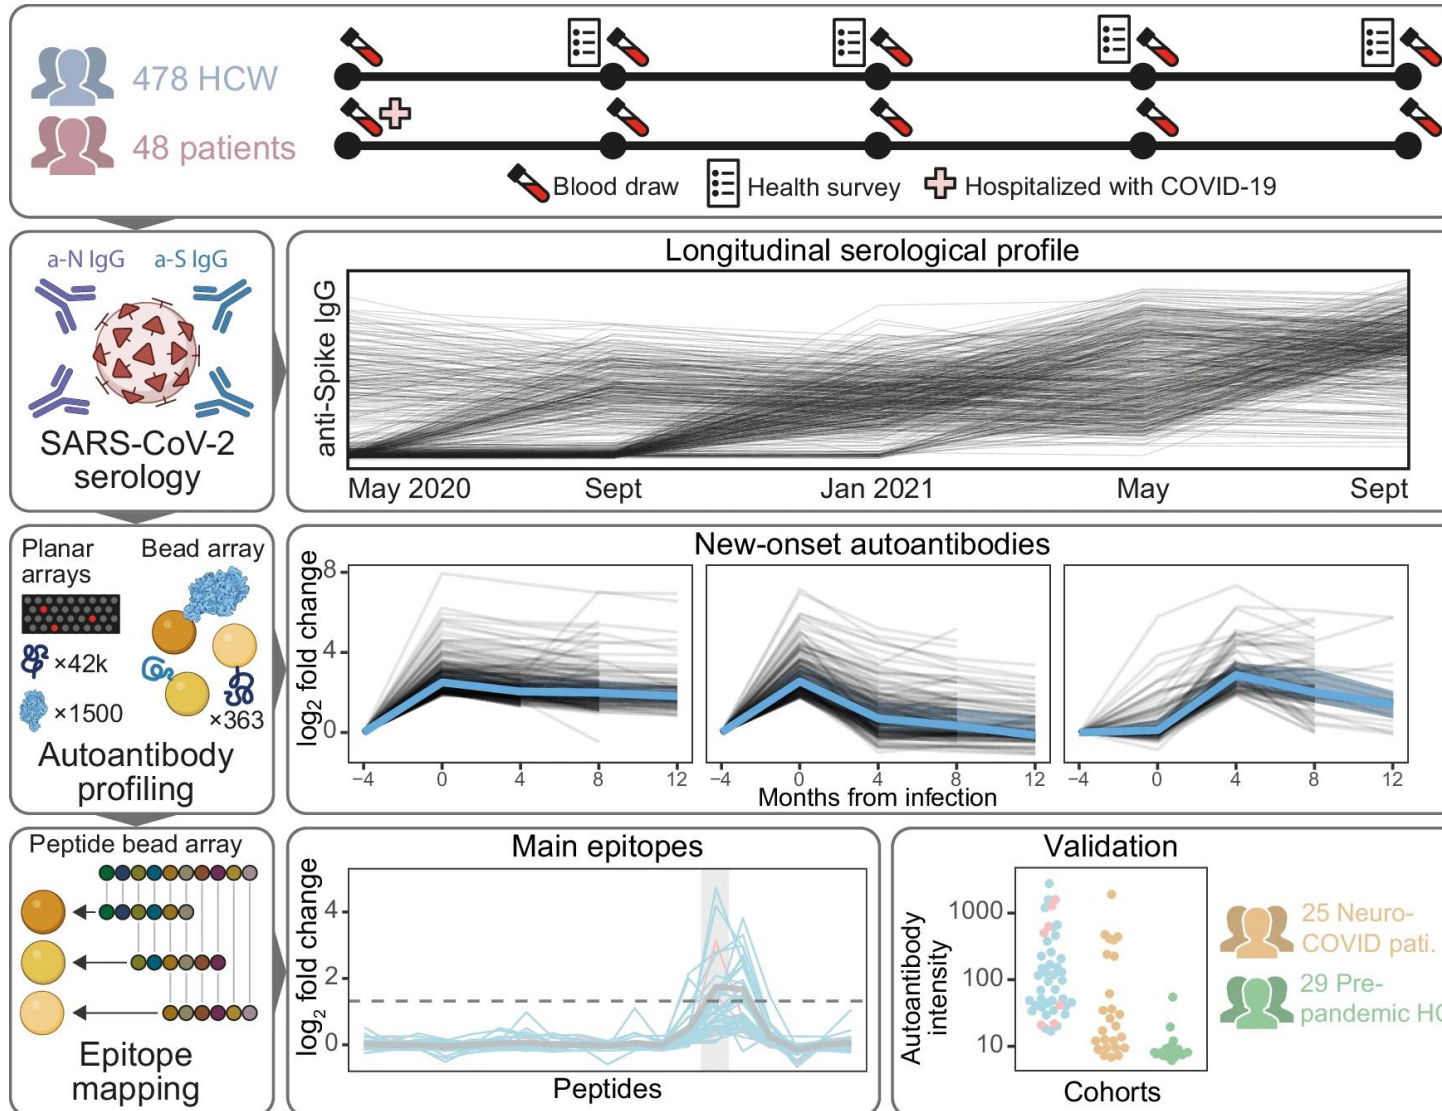 478 HCW
48 patients
Blood draw
Health survey
Hospitalized with COVID-19
a-N IgG
a-S IgG
SARS-CoV-2
serology
Longitudinal serological profile
anti-Spike IgG
May 2020
Sept
Jan 2021
May
Sept
Planar
arrays
Bead array
×42k
×1500
×363
Autoantibody
profiling
New-onset autoantibodies
log2 fold change
8
4
0
−4
0
4
8
12
−4
0
4
8
12
−4
0
4
8
12
Months from infection
Peptide bead array
Epitope
mapping
Main epitopes
log2 fold change
4
2
0
Peptides
Validation
Autoantibody
intensity
1000
100
10
Cohorts
25 Neuro-
COVID pati.
29 Pre-
pandemic HC